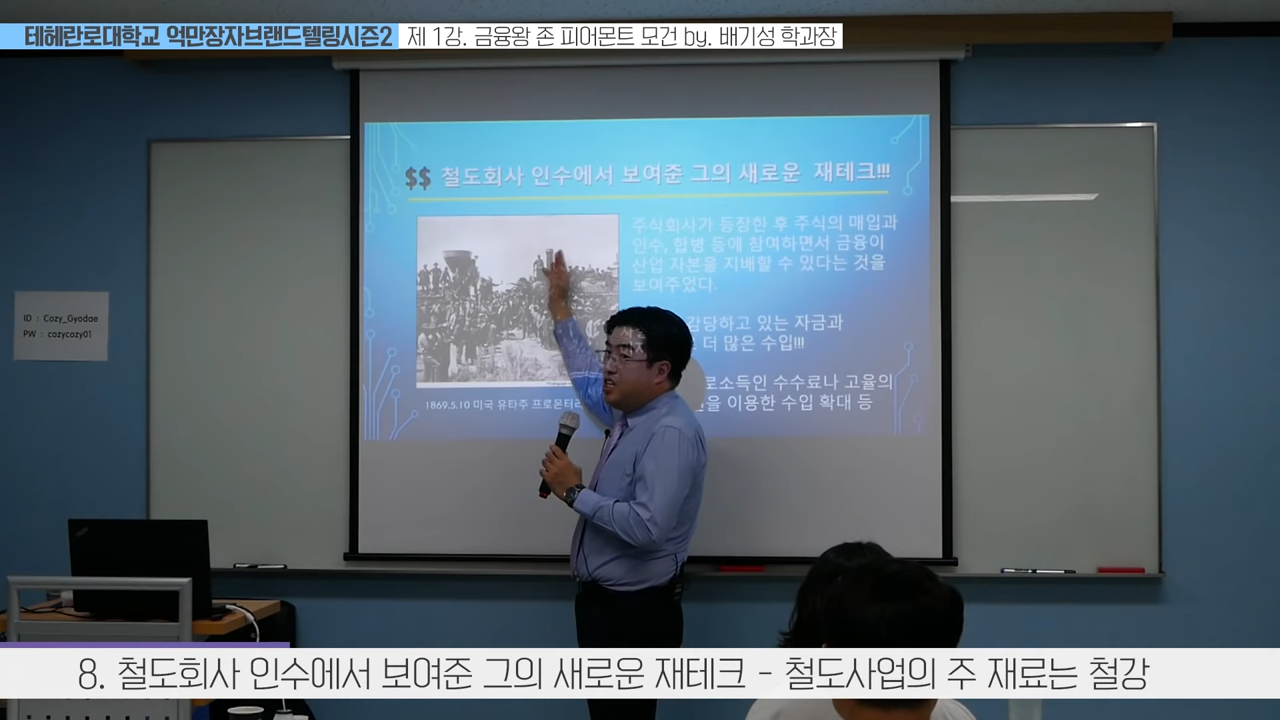 테헤란로대학교 억만장자브랜드텔링시즌2 제 1강. 금융왕 존 피어몬트 모건 by. 배기성 학과장
$$ 철도회사 인수에서 보여준 그의 새로운 재테크!!!
주식회사가 등장한 후 주식의 매입과
인수, 합병 등에 참여하면서 금융이
산업 자본을 지배할 수 있다는 것을
보여주었다.
감당하고 있는 자금과
더 많은 수입!!!
로소득인 수수료나 고율의
을 이용한 수입 확대 등
1869.5.10 미국 유타주 프로몬터리
ID : Cozy_Gyodae
PW : cozycozy01
8. 철도회사 인수에서 보여준 그의 새로운 재테크 - 철도사업의 주 재료는 철강